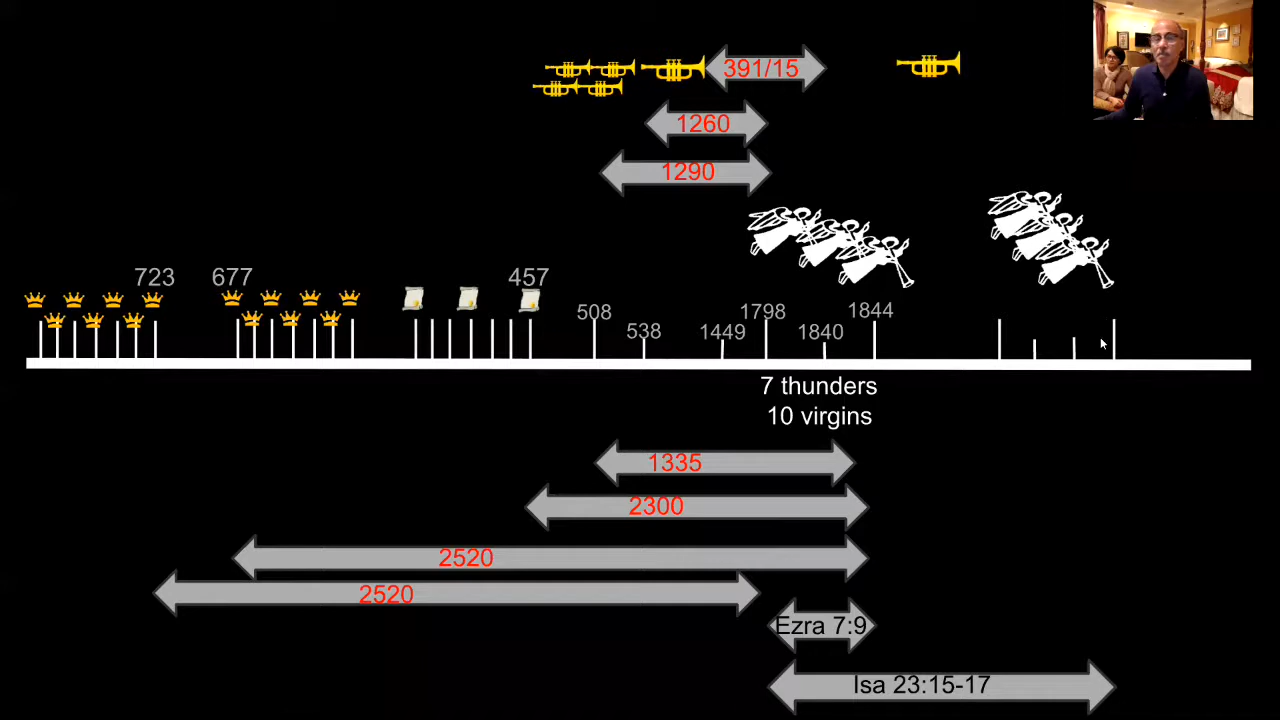 391/15
1260
1290
723 677 457
508 1798 1844
538 1449 1840
7 thunders
10 virgins
1335
2300
2520
2520
Ezra 7:9
Isa 23:15-17